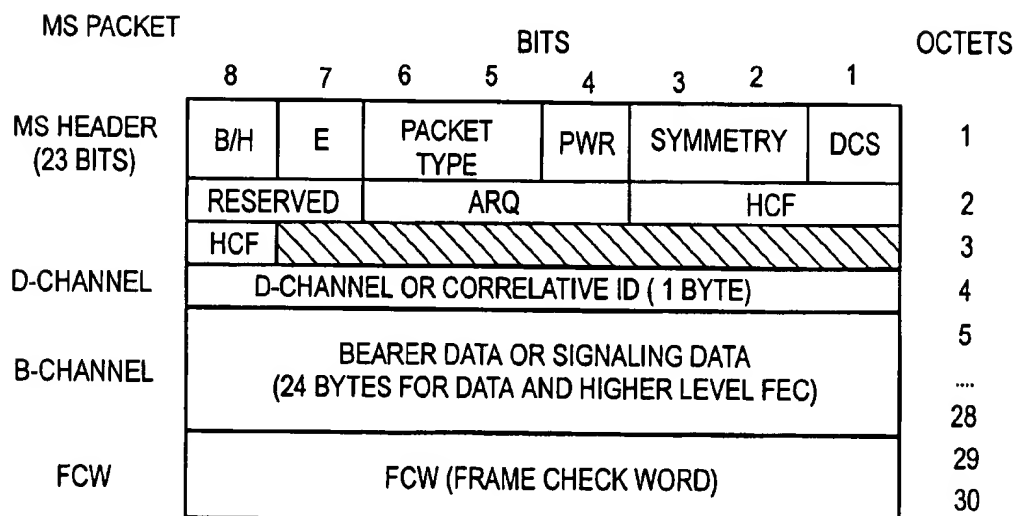 MS PACKET
BITS
OCTETS
8 7 6 5 4 3 2 1
MS HEADER
(23 BITS)
B/H E PACKET TYPE PWR SYMMETRY DCS 1
RESERVED ARQ HCF 2
HCF 3
D-CHANNEL D-CHANNEL OR CORRELATIVE ID ( 1 BYTE) 4
B-CHANNEL
BEARER DATA OR SIGNALING DATA
(24 BYTES FOR DATA AND HIGHER LEVEL FEC)
5
....
28
FCW FCW (FRAME CHECK WORD)
29
30